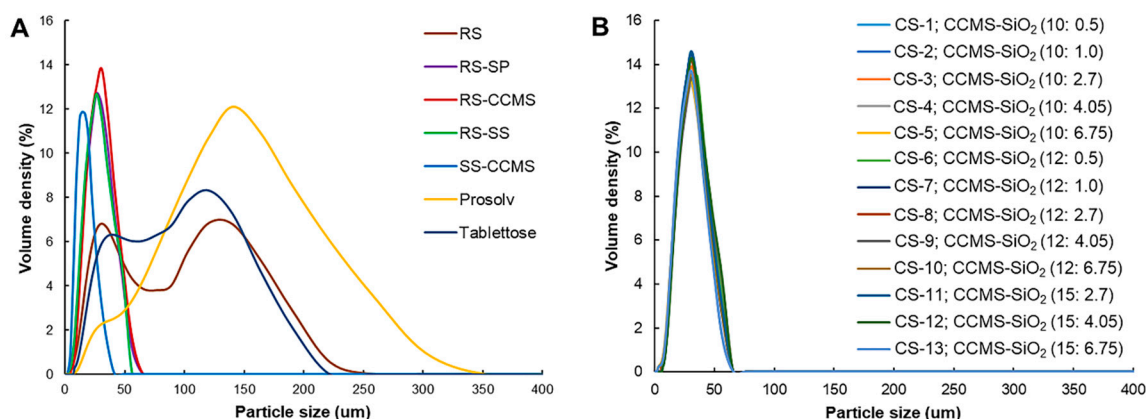 A
Volume density (%)
16
14
12
10
8
6
4
2
0
0 50 100 150 200 250 300 350 400
Particle size (um)
RS
RS-SP
RS-CCMS
RS-SS
SS-CCMS
Prosolv
Tablettose
B
Volume density (%)
16
14
12
10
8
6
4
2
0
0 50 100 150 200 250 300 350 400
Particle size (um)
CS-1; CCMS-SiO₂ (10: 0.5)
CS-2; CCMS-SiO₂ (10: 1.0)
CS-3; CCMS-SiO₂ (10: 2.7)
CS-4; CCMS-SiO₂ (10: 4.05)
CS-5; CCMS-SiO₂ (10: 6.75)
CS-6; CCMS-SiO₂ (12: 0.5)
CS-7; CCMS-SiO₂ (12: 1.0)
CS-8; CCMS-SiO₂ (12: 2.7)
CS-9; CCMS-SiO₂ (12: 4.05)
CS-10; CCMS-SiO₂ (12: 6.75)
CS-11; CCMS-SiO₂ (15: 2.7)
CS-12; CCMS-SiO₂ (15: 4.05)
CS-13; CCMS-SiO₂ (15: 6.75)